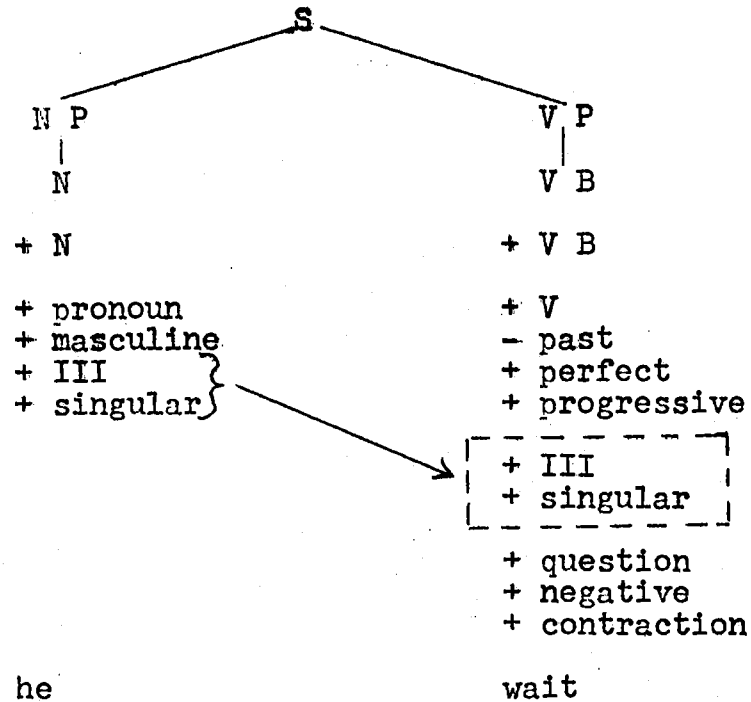 S
N P V P
N V B
+ N + V B
+ pronoun + V
+ masculine - past
+ III + perfect
+ singular + progressive
+ III
+ singular
+ question
+ negative
+ contraction
he wait